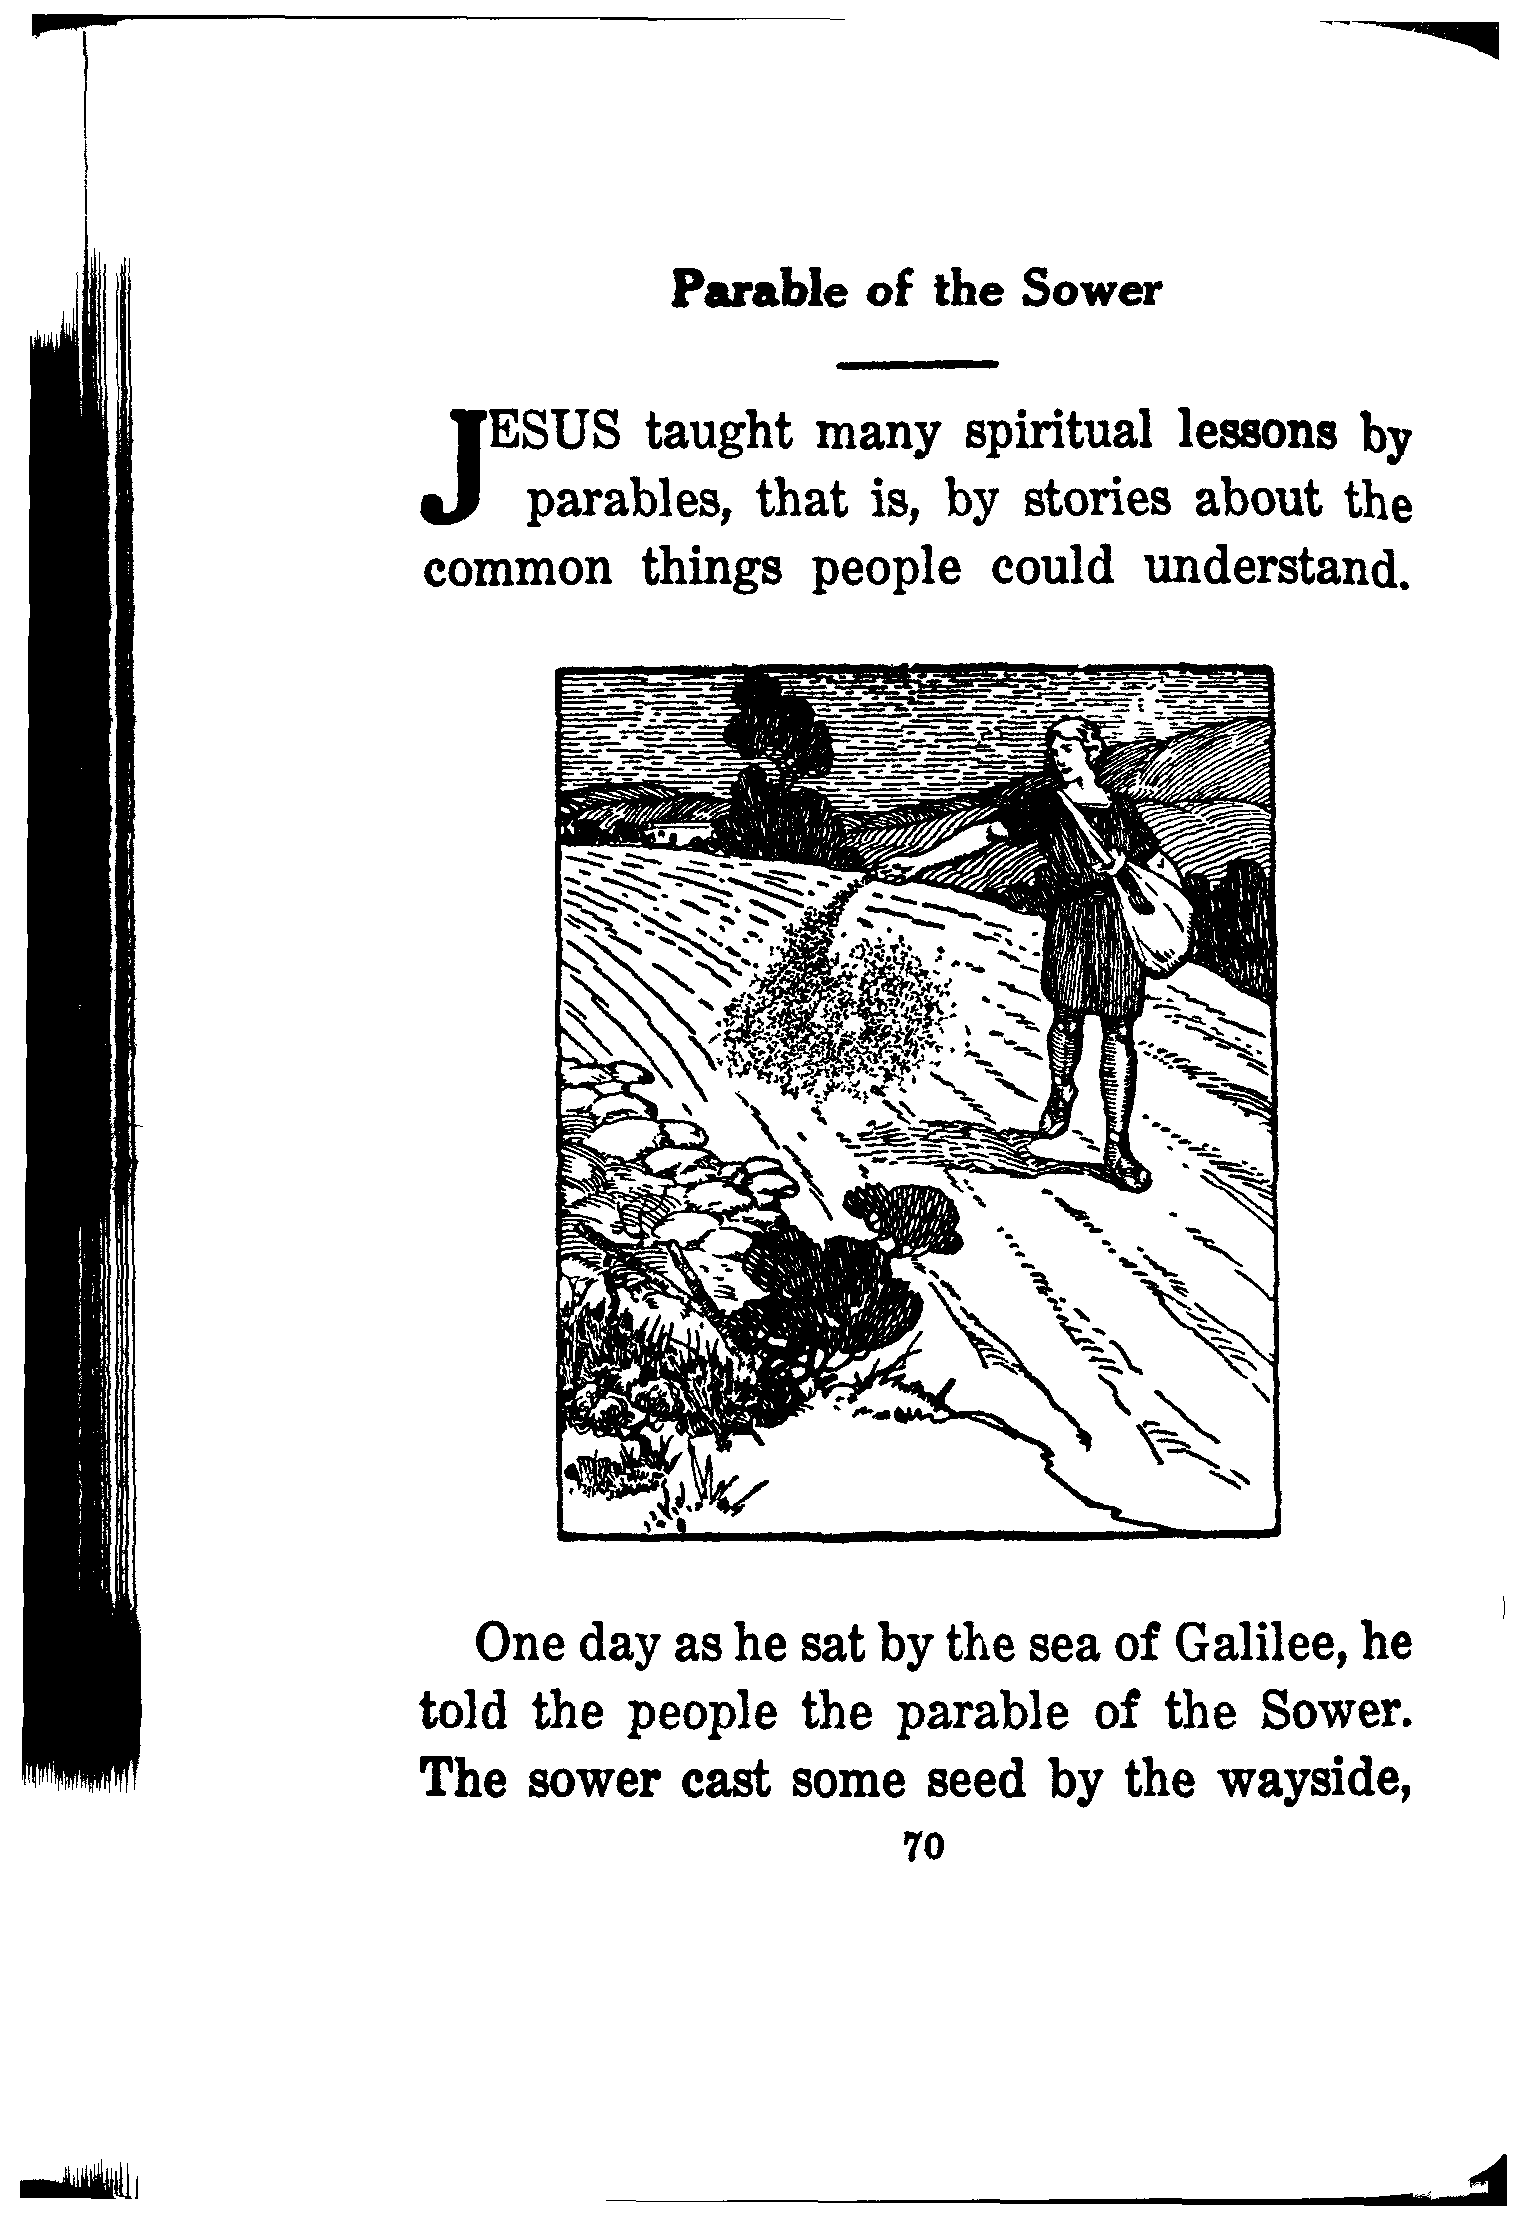 Parable of the Sower
JESUS taught many spiritual lessons by
parables, that is, by stories about the
common things people could understand.
One day as he sat by the sea of Galilee, he
told the people the parable of the Sower.
The sower cast some seed by the wayside,
70